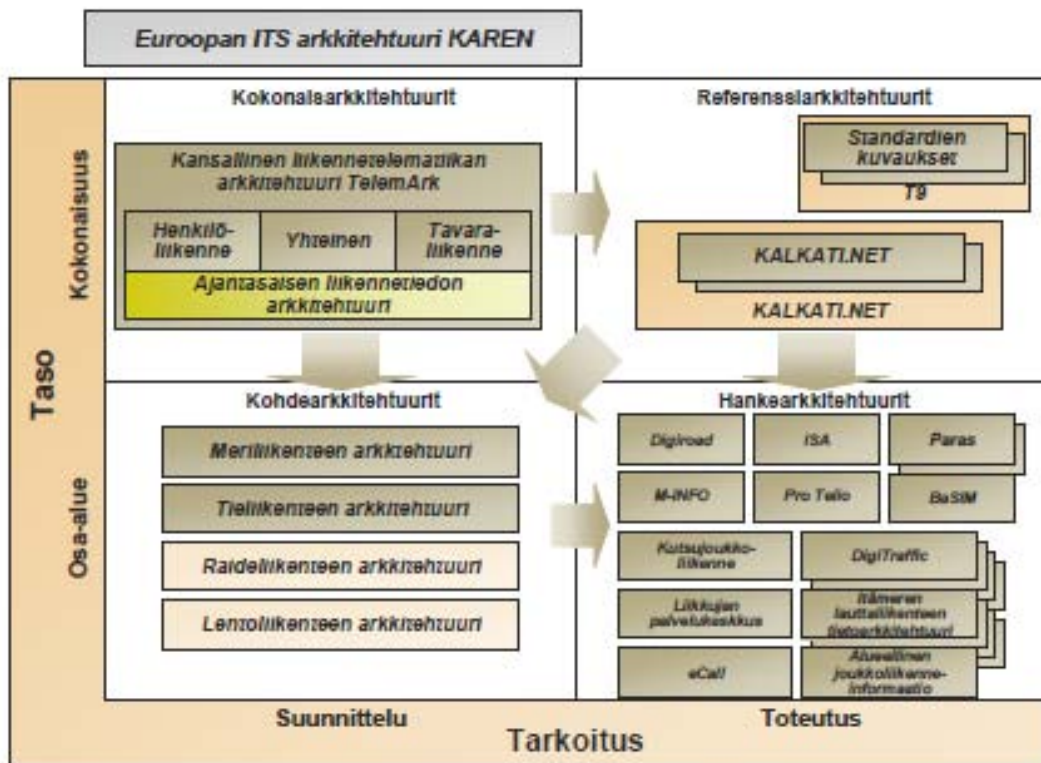 Euroopan ITS arkkitehtuuri KAREN
Kokonaisarkkitehtuurit
Referenssiarkkitehtuurit
Kansallinen liikennetelematiikan
arkkitehtuuri TelemArk
Henkilö-
liikenne
Yhteinen
Tavara-
liikenne
Ajantasaisen liikennetiedon
arkkitehtuuri
Standardien
kuvaukset
T9
KALKATI.NET
KALKATI.NET
Kokonaisuus
Taso
Osa-alue
Kohdearkkitehtuurit
Hankearkkitehtuurit
Meriliikenteen arkkitehtuuri
Tieliikenteen arkkitehtuuri
Raideliikenteen arkkitehtuuri
Lentoliikenteen arkkitehtuuri
Digiroad
ISA
Paras
M-INFO
Pro Tello
BaSIM
Kutsujoukko-
liikenne
DigiTraffic
Liikkujan
palvelukeskus
Itämeren
lauttaliikenteen
tietoarkkitehtuuri
eCall
Alueellinen
joukkoliikenne-
informaatio
Suunnittelu
Toteutus
Tarkoitus